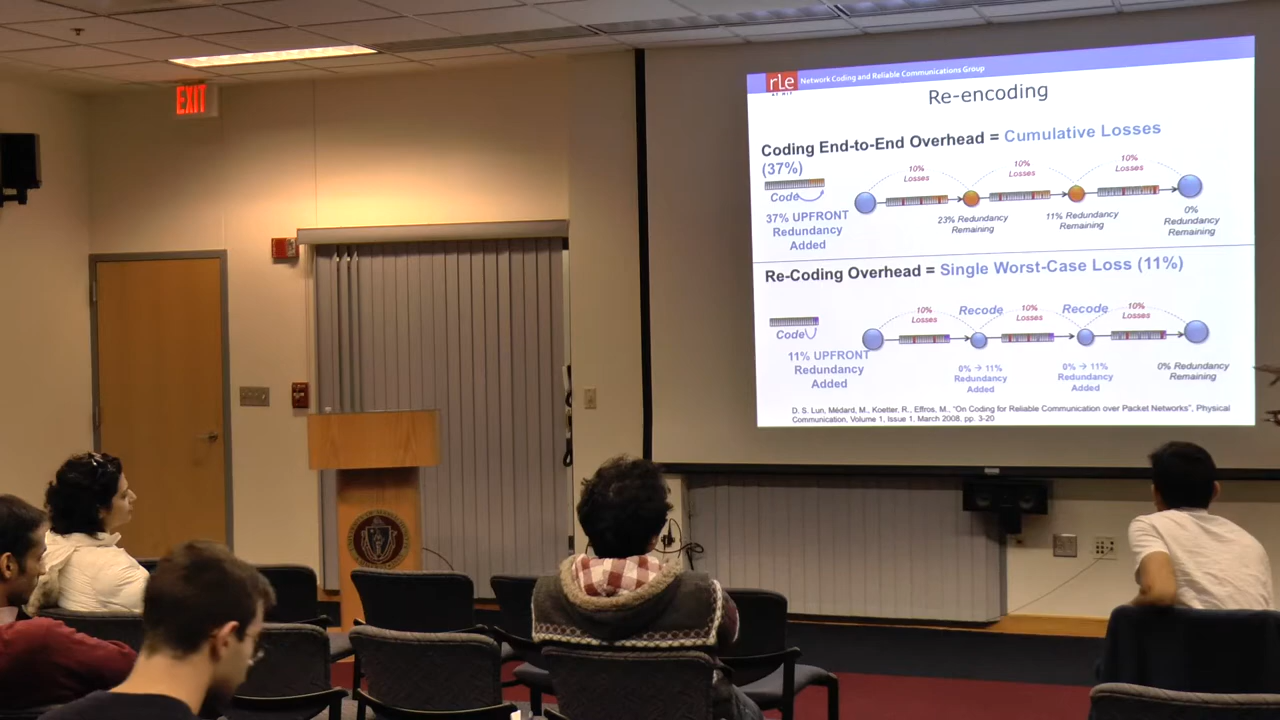 EXIT
rLe
AT MIT
Network Coding and Reliable Communications Group
Re-encoding
Coding End-to-End Overhead = Cumulative Losses
(37%)
Code
37% UPFRONT
Redundancy
Added
10%
Losses
10%
Losses
10%
Losses
23% Redundancy
Remaining
11% Redundancy
Remaining
0%
Redundancy
Remaining
Re-Coding Overhead = Single Worst-Case Loss (11%)
Code
11% UPFRONT
Redundancy
Added
10%
Losses
Recode
10%
Losses
Recode
10%
Losses
0% → 11%
Redundancy
Added
0% → 11%
Redundancy
Added
0% Redundancy
Remaining
D. S. Lun, Médard, M., Koetter, R., Effros, M., "On Coding for Reliable Communication over Packet Networks", Physical
Communication, Volume 1, Issue 1, March 2008, pp. 3-20